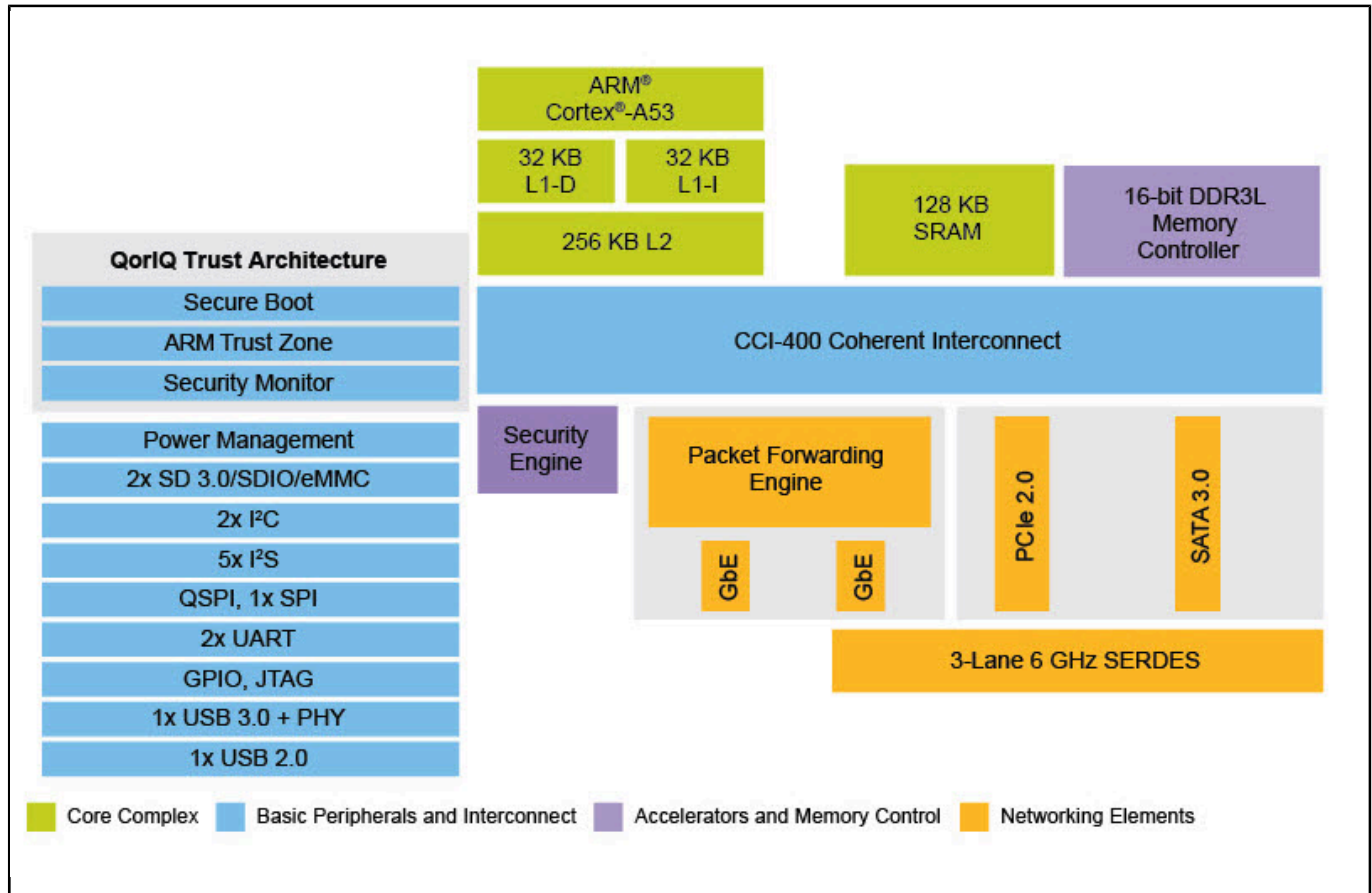 ARM®
Cortex®-A53
32 KB
L1-D
32 KB
L1-I
256 KB L2
128 KB
SRAM
16-bit DDR3L
Memory
Controller
QorIQ Trust Architecture
Secure Boot
ARM Trust Zone
Security Monitor
CCI-400 Coherent Interconnect
Power Management
2x SD 3.0/SDIO/eMMC
2x I²C
5x I²S
QSPI, 1x SPI
2x UART
GPIO, JTAG
1x USB 3.0 + PHY
1x USB 2.0
Security
Engine
Packet Forwarding
Engine
GbE
GbE
PCIe 2.0
SATA 3.0
3-Lane 6 GHz SERDES
Core Complex
Basic Peripherals and Interconnect
Accelerators and Memory Control
Networking Elements